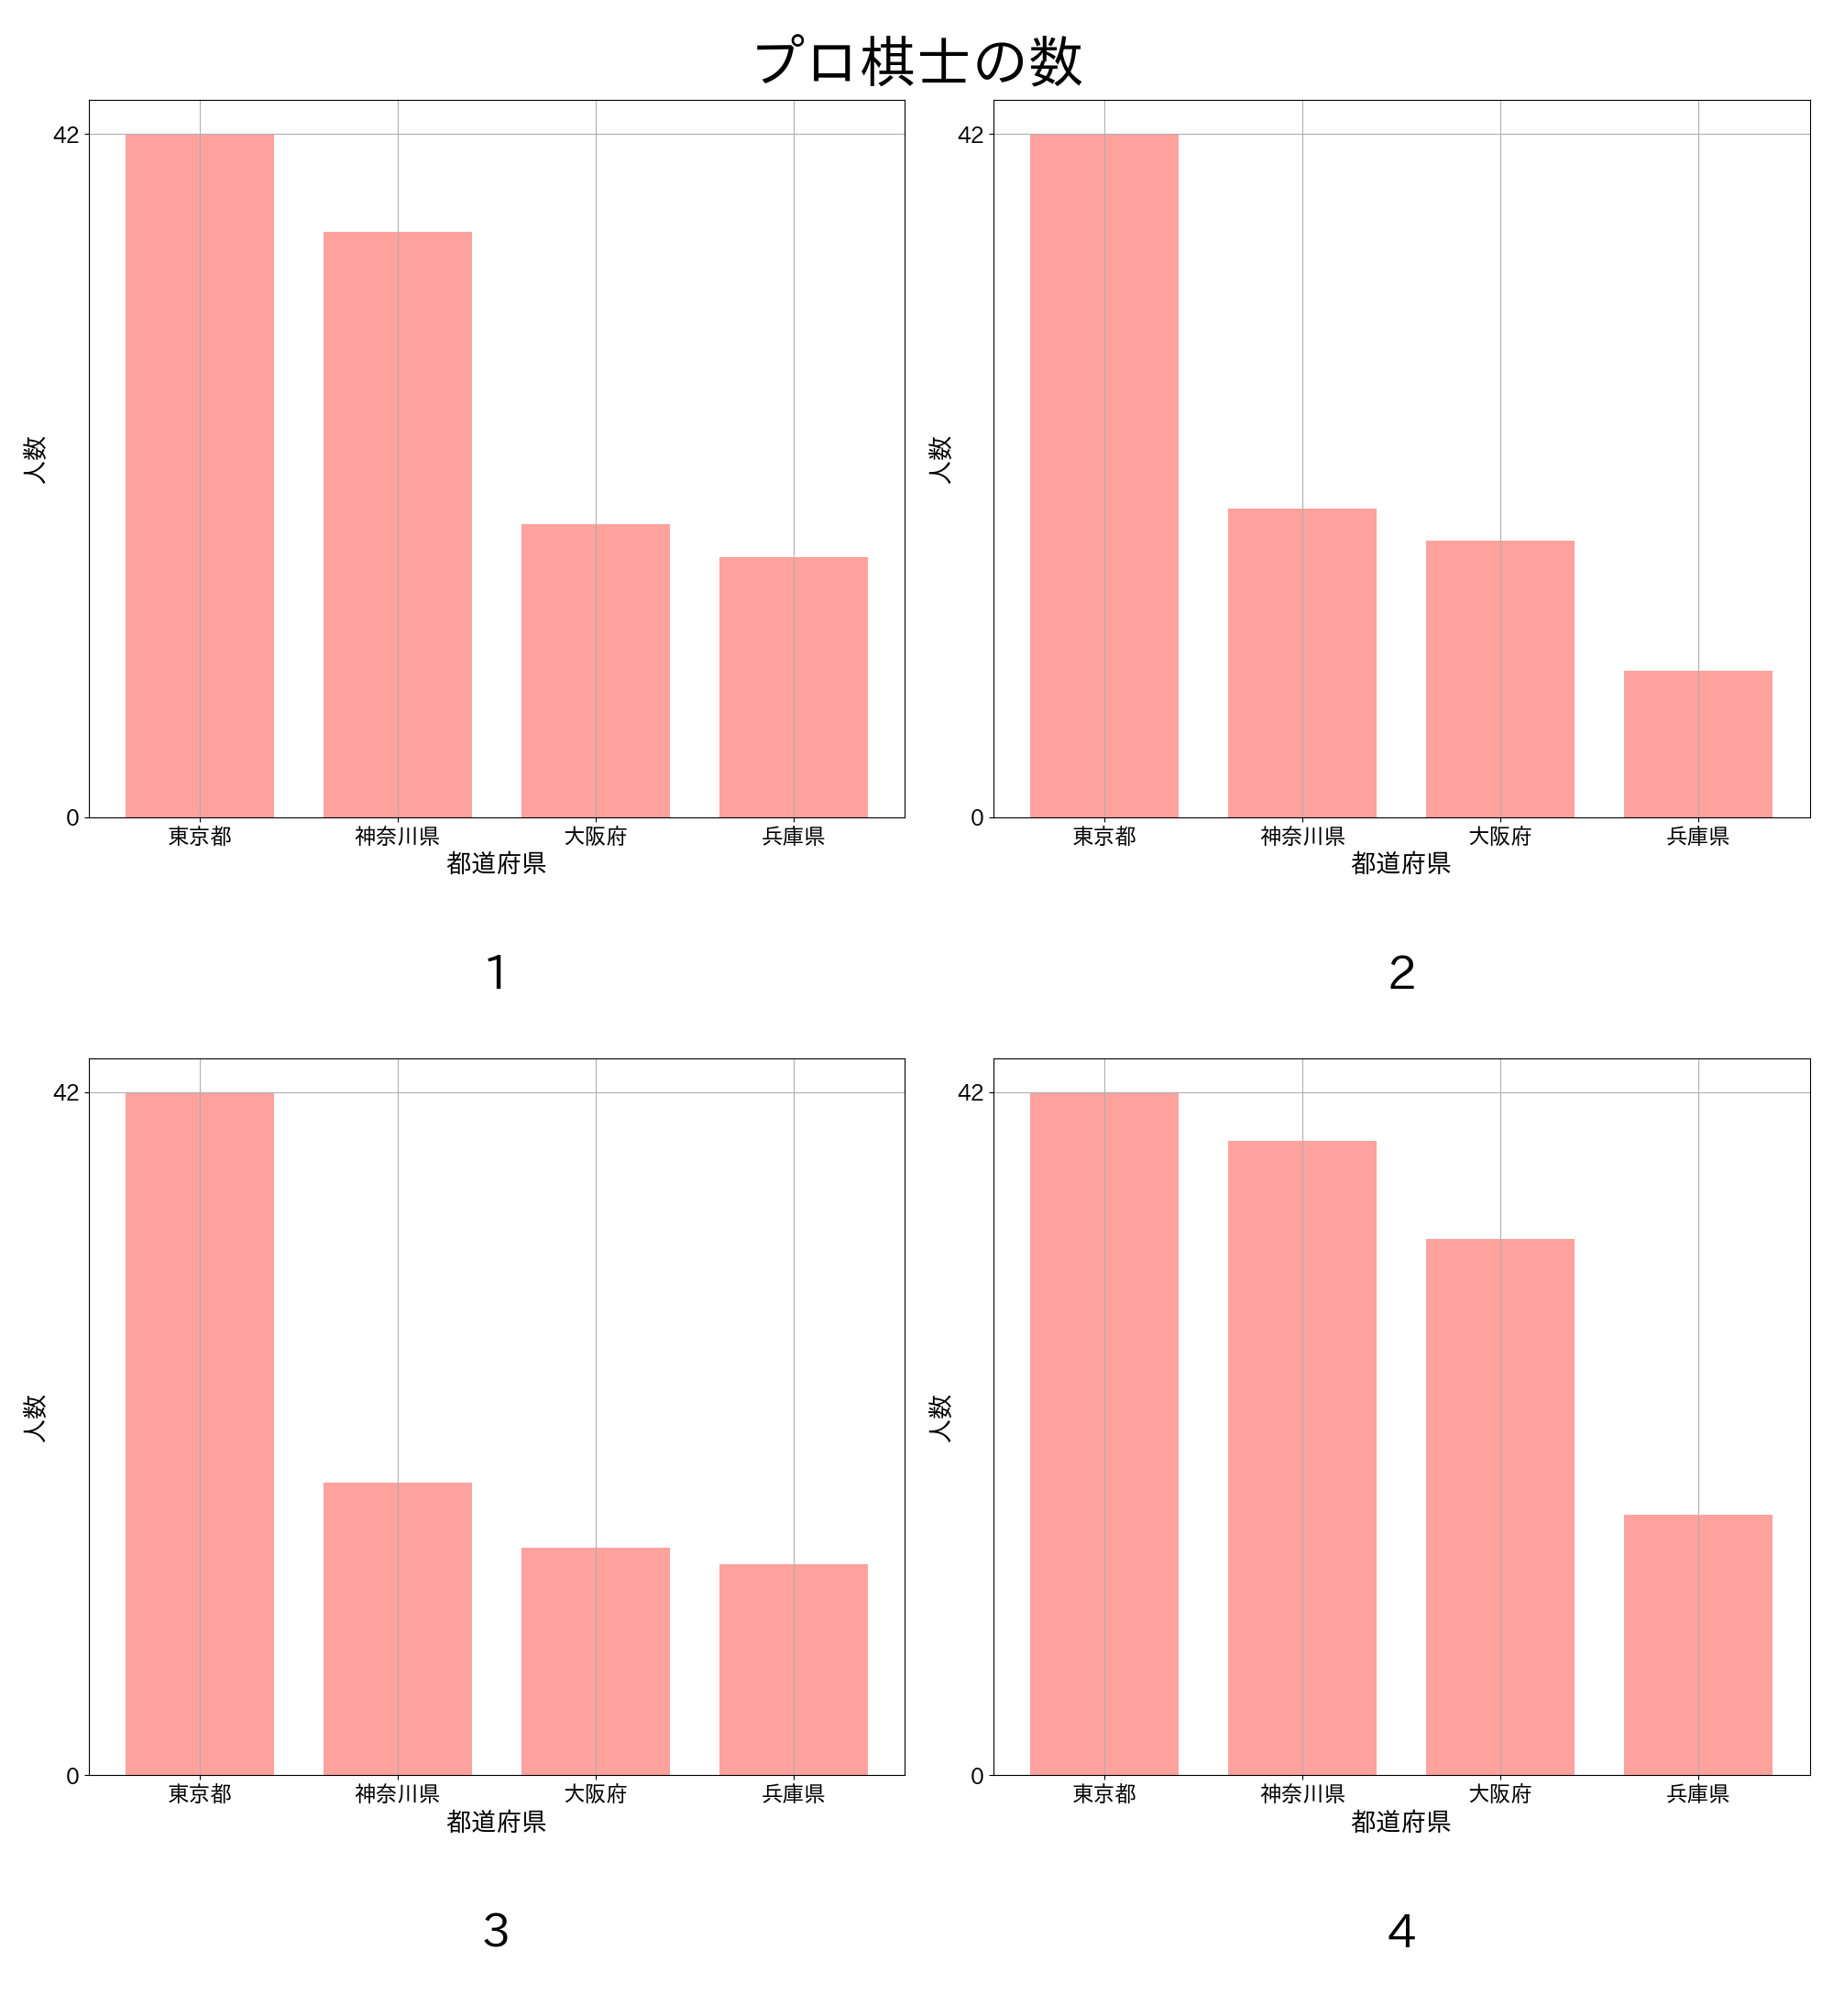 プロ棋士の数
42
0
人数
東京都 神奈川県 大阪府 兵庫県
都道府県
1
42
0
人数
東京都 神奈川県 大阪府 兵庫県
都道府県
2
42
0
人数
東京都 神奈川県 大阪府 兵庫県
都道府県
3
42
0
人数
東京都 神奈川県 大阪府 兵庫県
都道府県
4